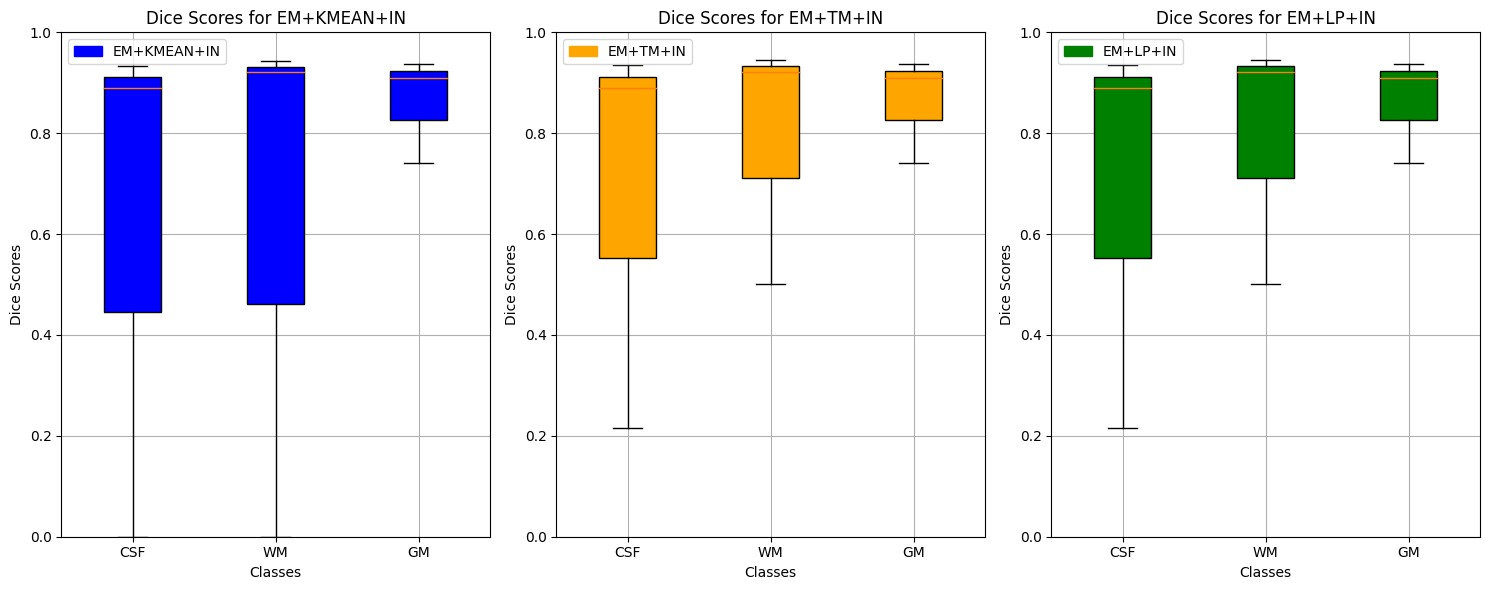 Dice Scores for EM+KMEAN+IN
EM+KMEAN+IN
1.0
0.8
0.6
0.4
0.2
0.0
Dice Scores
CSF
WM
GM
Classes
Dice Scores for EM+TM+IN
EM+TM+IN
1.0
0.8
0.6
0.4
0.2
0.0
Dice Scores
CSF
WM
GM
Classes
Dice Scores for EM+LP+IN
EM+LP+IN
1.0
0.8
0.6
0.4
0.2
0.0
Dice Scores
CSF
WM
GM
Classes